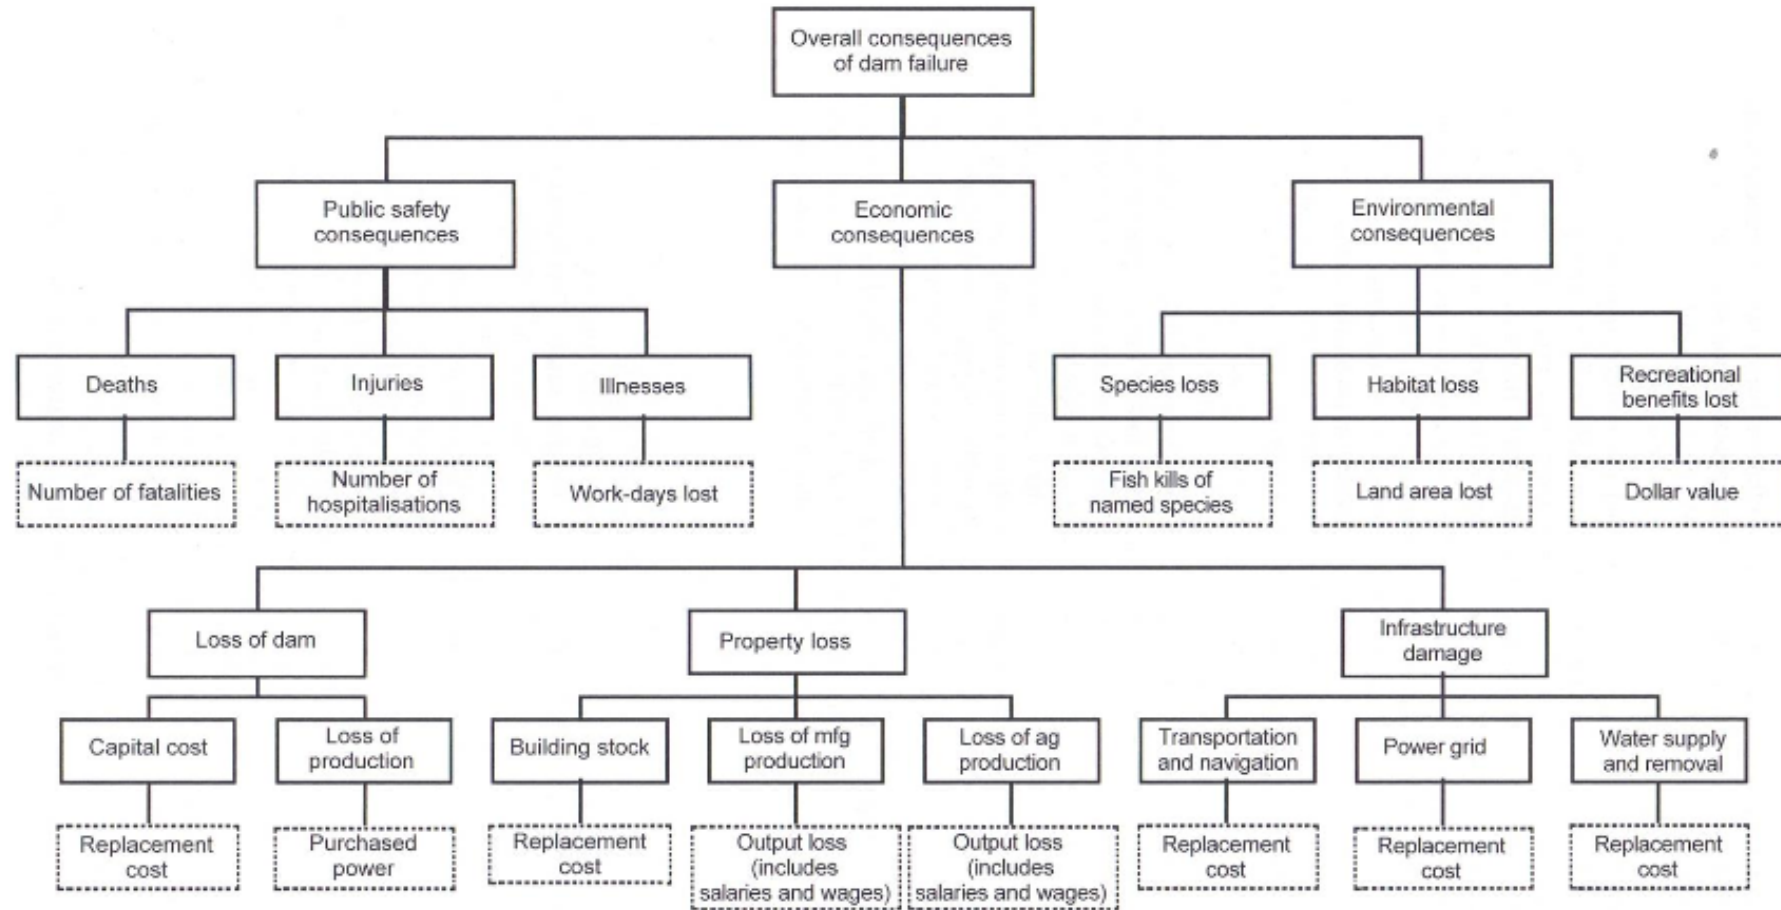 Overall consequences
of dam failure
Public safety
consequences
Economic
consequences
Environmental
consequences
Deaths
Injuries
Illnesses
Species loss
Habitat loss
Recreational
benefits lost
Number of fatalities
Number of
hospitalisations
Work-days lost
Fish kills of
named species
Land area lost
Dollar value
Loss of dam
Property loss
Infrastructure
damage
Capital cost
Loss of
production
Building stock
Loss of mfg
production
Loss of ag
production
Transportation
and navigation
Power grid
Water supply
and removal
Replacement
cost
Purchased
power
Replacement
cost
Output loss
(includes
salaries and wages)
Output loss
(includes
salaries and wages)
Replacement
cost
Replacement
cost
Replacement
cost